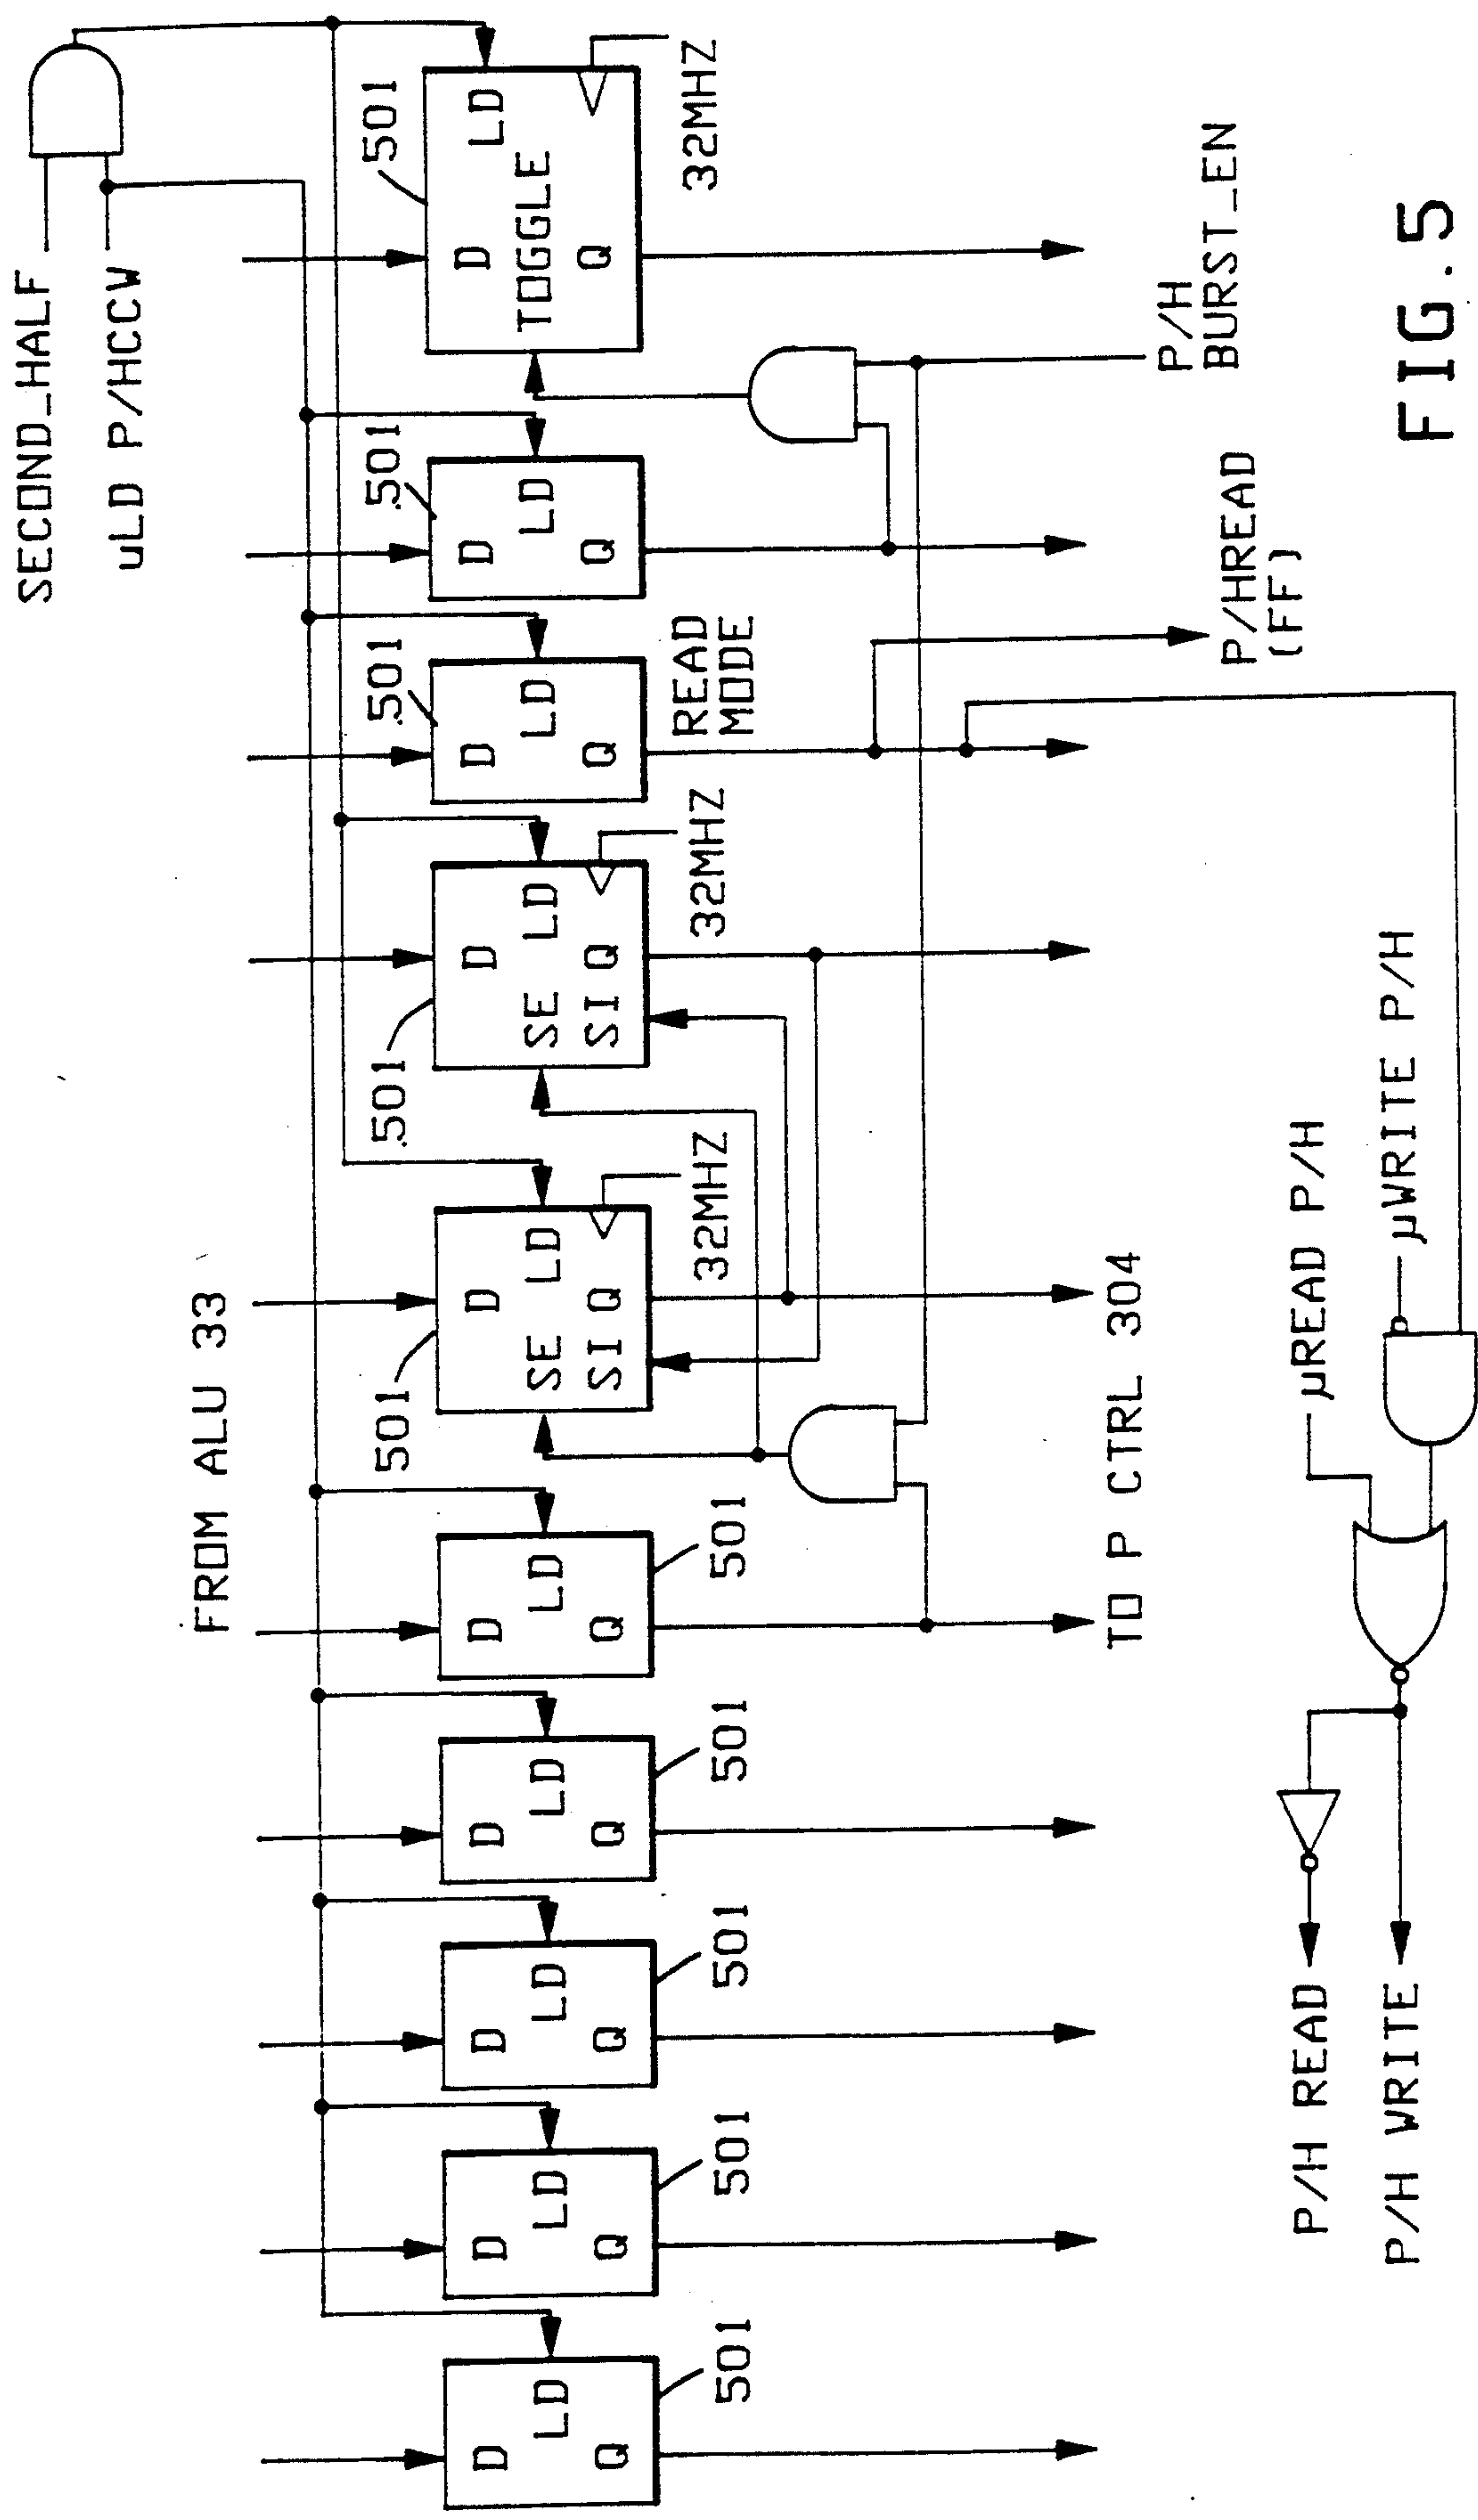 SECOND_HALF
uLD P/HCCW
FROM ALU 33
D
LD
Q
501
D
LD
Q
501
D
LD
Q
501
D
LD
Q
501
D
LD
Q
501
D
SE LD
SI Q
501
32MHZ
D
SE LD
SI Q
501
32MHZ
D
LD
Q
501
READ
MODE
D
LD
Q
501
D
LD
TOGGLE
Q
501
32MHZ
TO P CTRL 304
P/H
BURST_EN
P/HREAD
(FF)
µREAD P/H
µWRITE P/H
P/H READ
P/H WRITE
FIG. 5